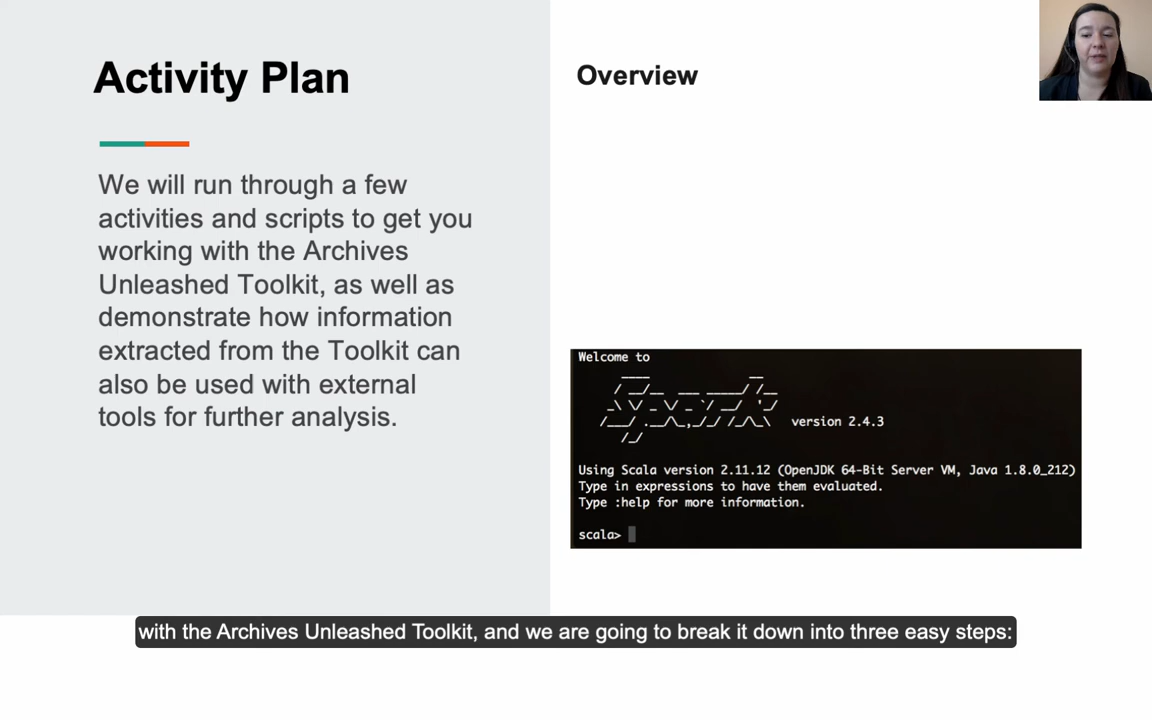 Activity Plan
We will run through a few
activities and scripts to get you
working with the Archives
Unleashed Toolkit, as well as
demonstrate how information
extracted from the Toolkit can
also be used with external
tools for further analysis.
Overview
Welcome to
Spark version 2.4.3
Using Scala version 2.11.12 (OpenJDK 64-Bit Server VM, Java 1.8.0_212)
Type in expressions to have them evaluated.
Type :help for more information.
scala>
with the Archives Unleashed Toolkit, and we are going to break it down into three easy steps: